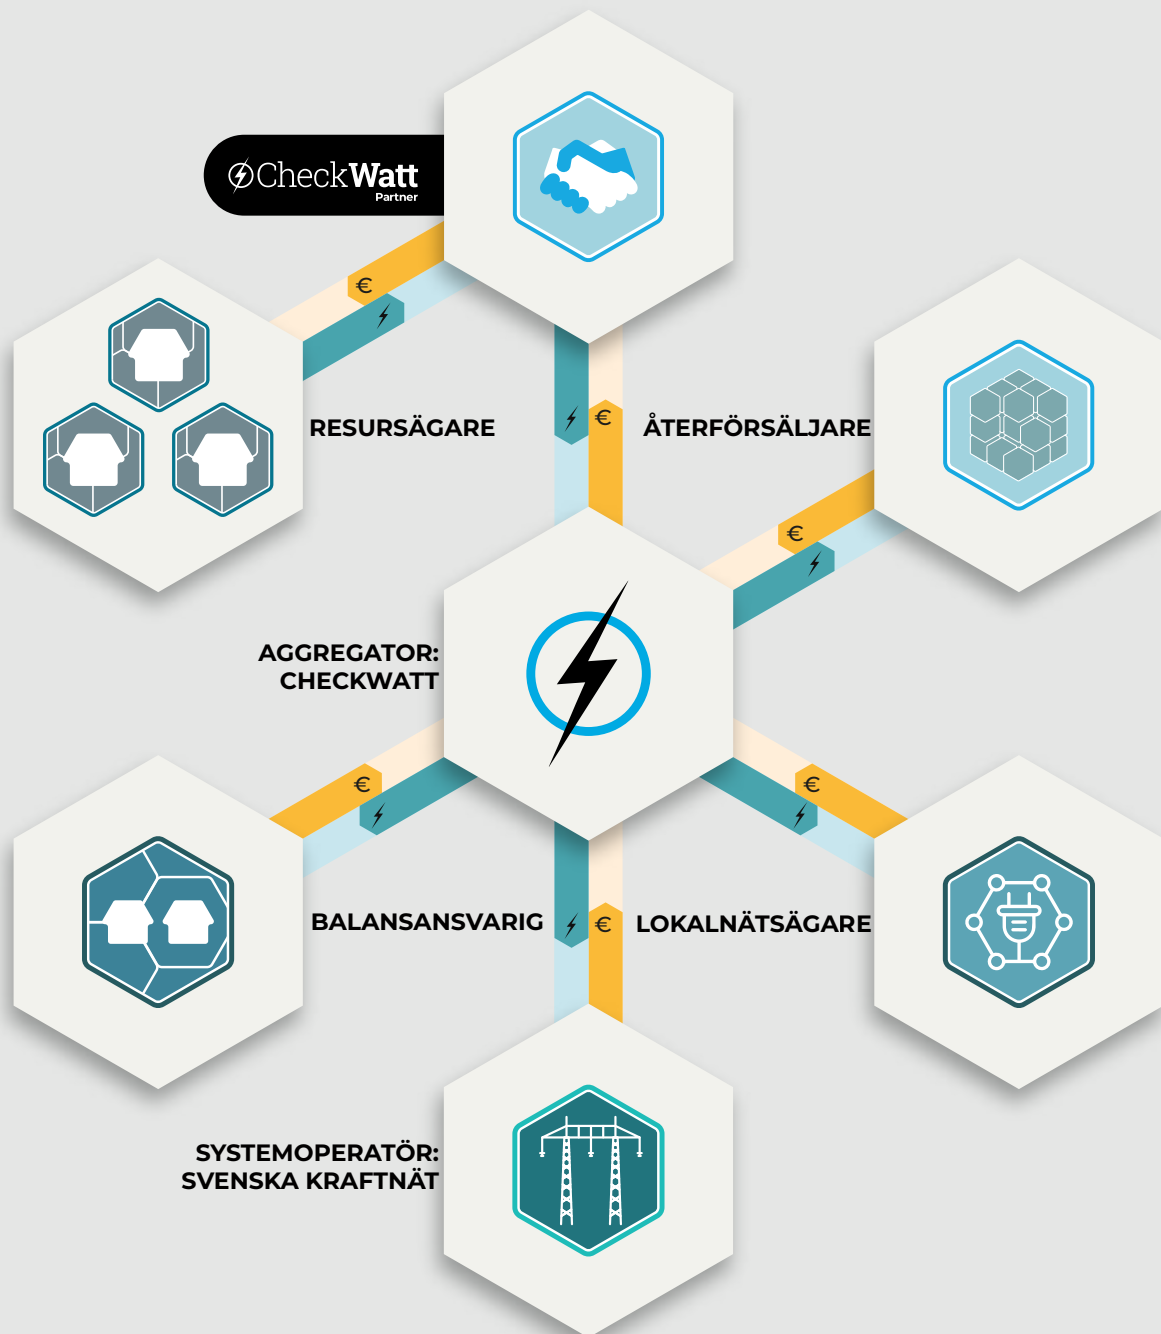 CheckWatt
Partner
€
€
RESURSÄGARE
ÅTERFÖRSÄLJARE
€
AGGREGATOR:
CHECKWATT
€
€
BALANSANSVARIG
€
LOKALNÄTSÄGARE
SYSTEMOPERATÖR:
SVENSKA KRAFTNÄT